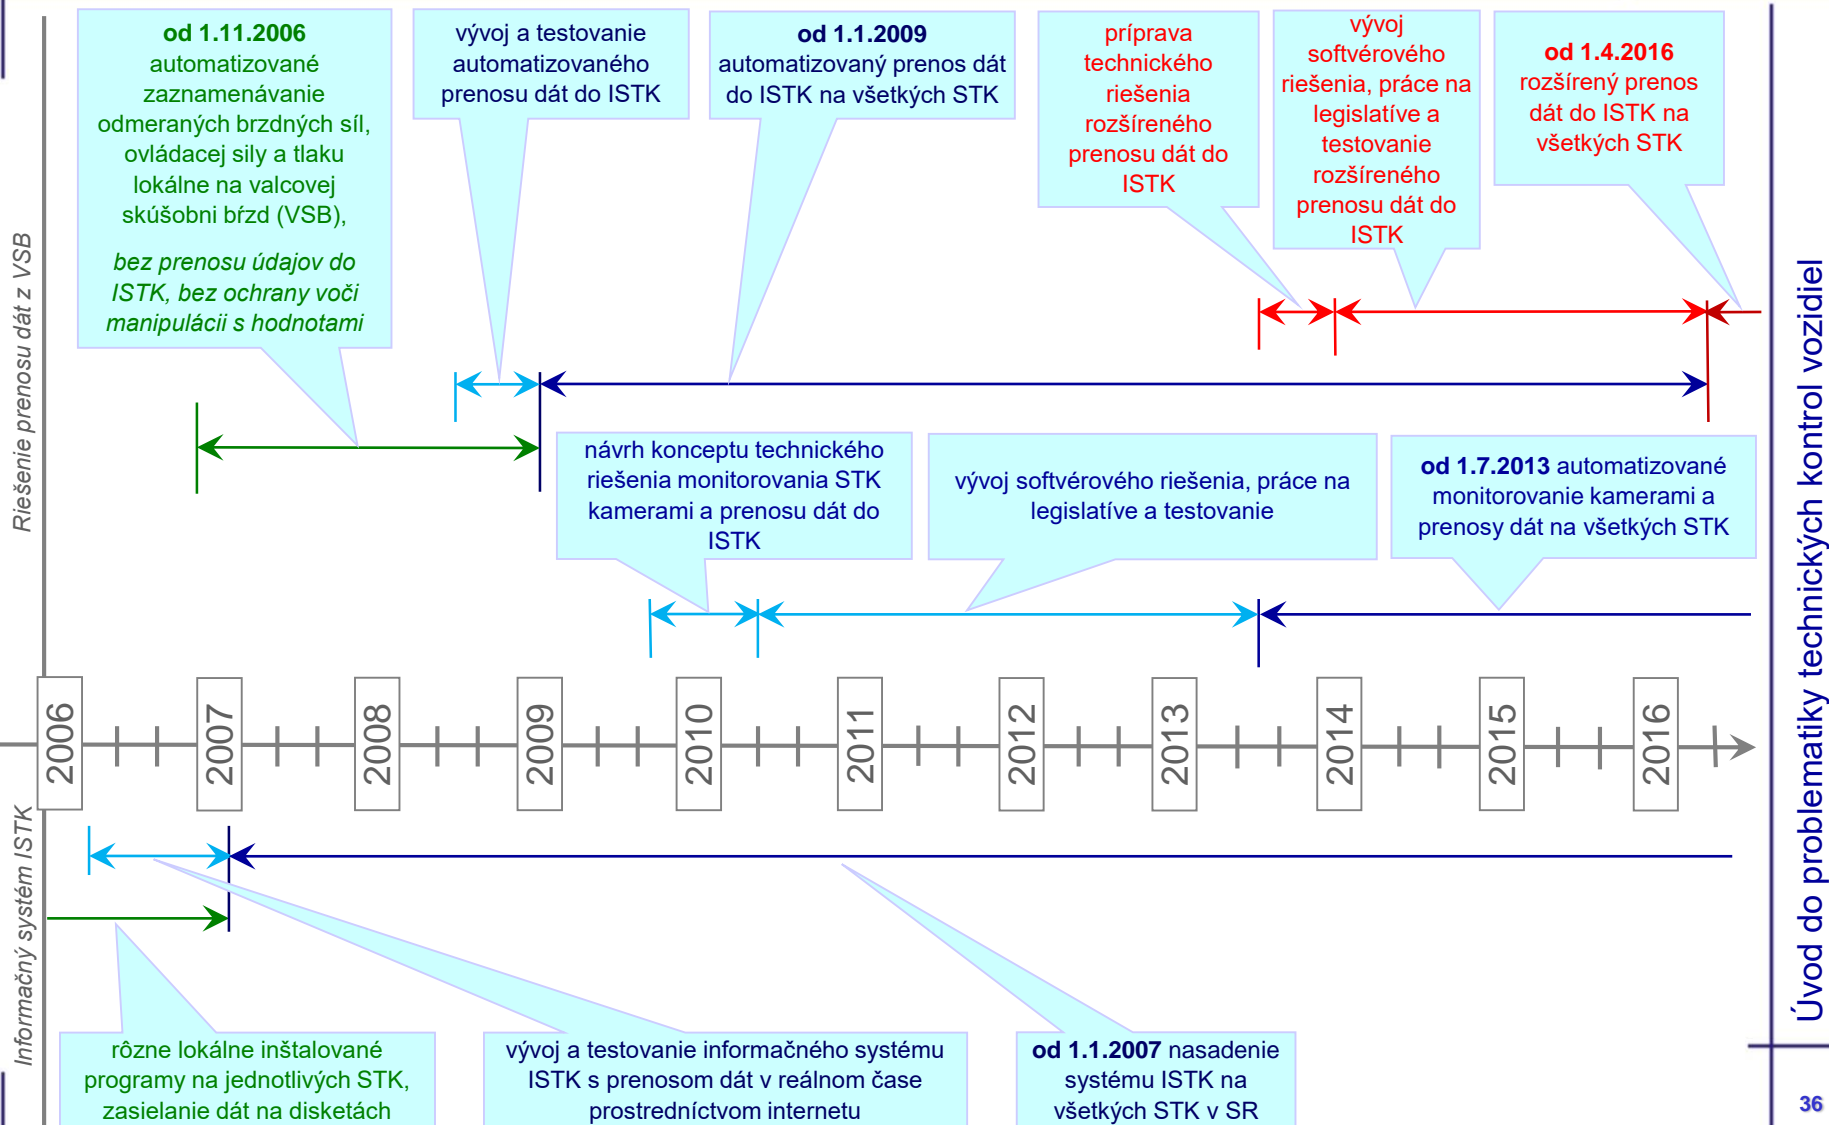 od 1.11.2006
automatizované
zaznamenávanie
odmeraných brzdných síl,
ovládacej sily a tlaku
lokálne na valcovej
skúšobni bŕzd (VSB),
bez prenosu údajov do
ISTK, bez ochrany voči
manipulácii s hodnotami
vývoj a testovanie
automatizovaného
prenosu dát do ISTK
od 1.1.2009
automatizovaný prenos dát
do ISTK na všetkých STK
príprava
technického
riešenia
rozšíreného
prenosu dát do
ISTK
vývoj
softvérového
riešenia, práce na
legislatíve a
testovanie
rozšíreného
prenosu dát do
ISTK
od 1.4.2016
rozšírený prenos
dát do ISTK na
všetkých STK
Riešenie prenosu dát z VSB
návrh konceptu technického
riešenia monitorovania STK
kamerami a prenosu dát do
ISTK
vývoj softvérového riešenia, práce na
legislatíve a testovanie
od 1.7.2013 automatizované
monitorovanie kamerami a
prenosy dát na všetkých STK
2006
2007
2008
2009
2010
2011
2012
2013
2014
2015
2016
Informačný systém ISTK
rôzne lokálne inštalované
programy na jednotlivých STK,
zasielanie dát na disketách
vývoj a testovanie informačného systému
ISTK s prenosom dát v reálnom čase
prostredníctvom internetu
od 1.1.2007 nasadenie
systému ISTK na
všetkých STK v SR
Úvod do problematiky technických kontrol vozidiel
36